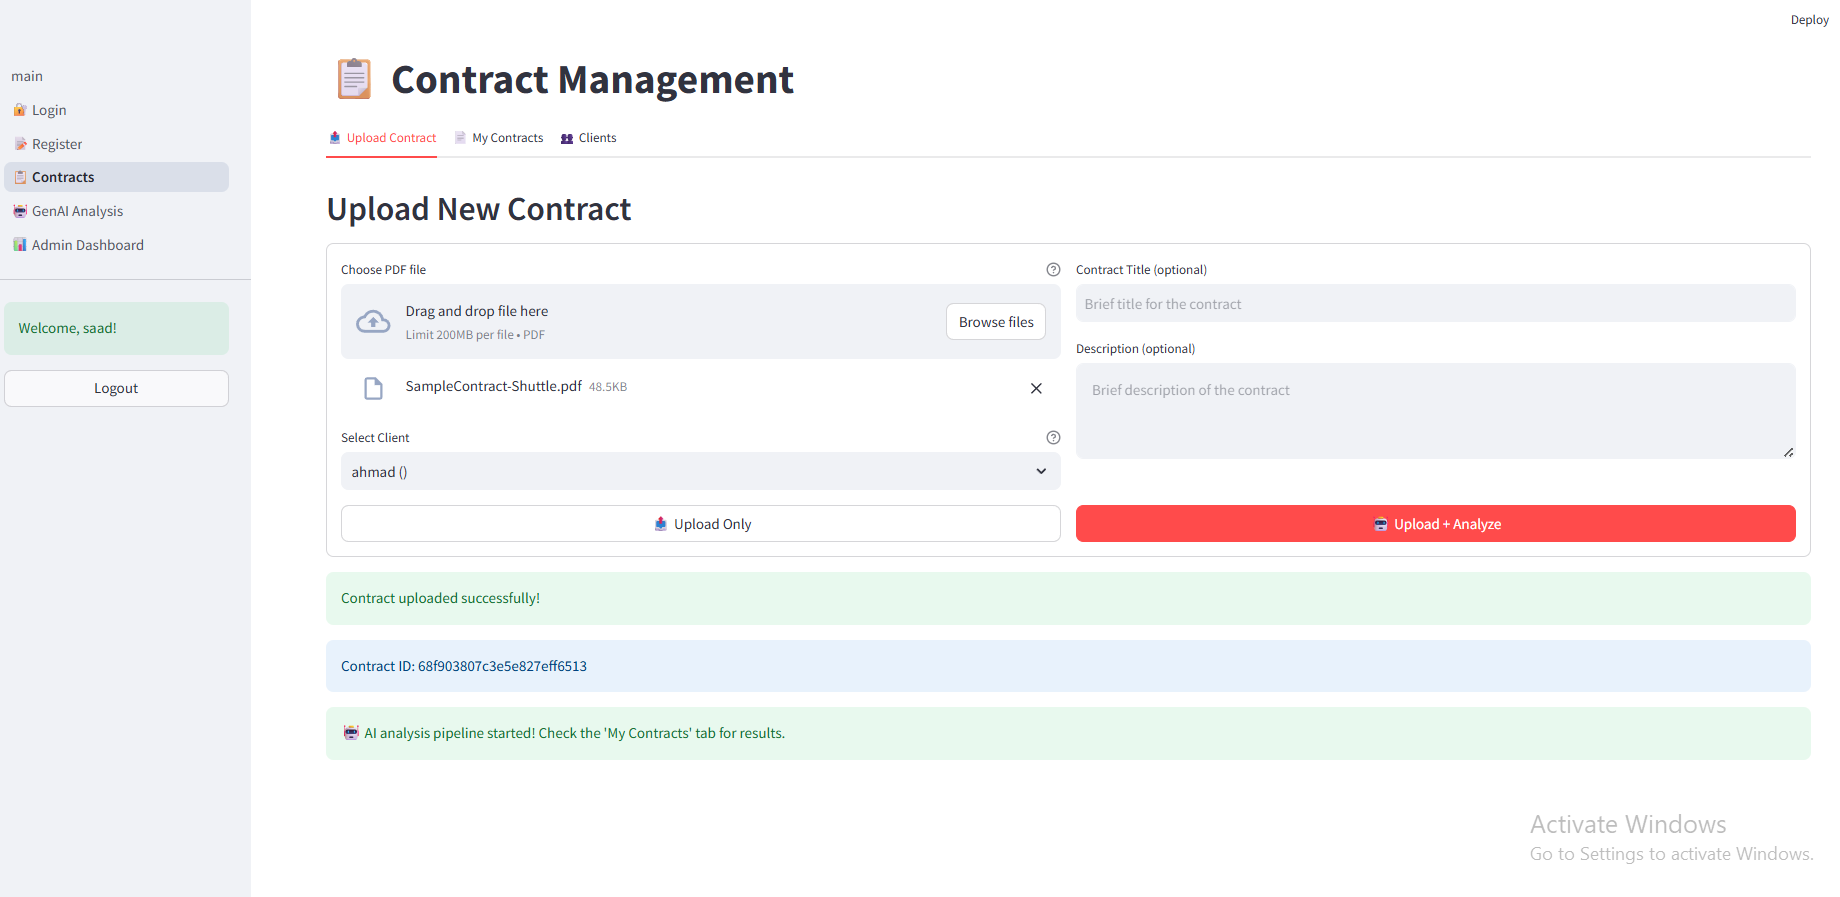 Deploy
main
Login
Register
Contracts
GenAI Analysis
Admin Dashboard
Welcome, saad!
Logout
Contract Management
Upload Contract
My Contracts
Clients
Upload New Contract
Choose PDF file
Drag and drop file here
Limit 200MB per file • PDF
Browse files
SampleContract-Shuttle.pdf 48.5KB
Select Client
ahmad ()
Upload Only
Contract Title (optional)
Brief title for the contract
Description (optional)
Brief description of the contract
Upload + Analyze
Contract uploaded successfully!
Contract ID: 68f903807c3e5e827eff6513
AI analysis pipeline started! Check the 'My Contracts' tab for results.
Activate Windows
Go to Settings to activate Windows.